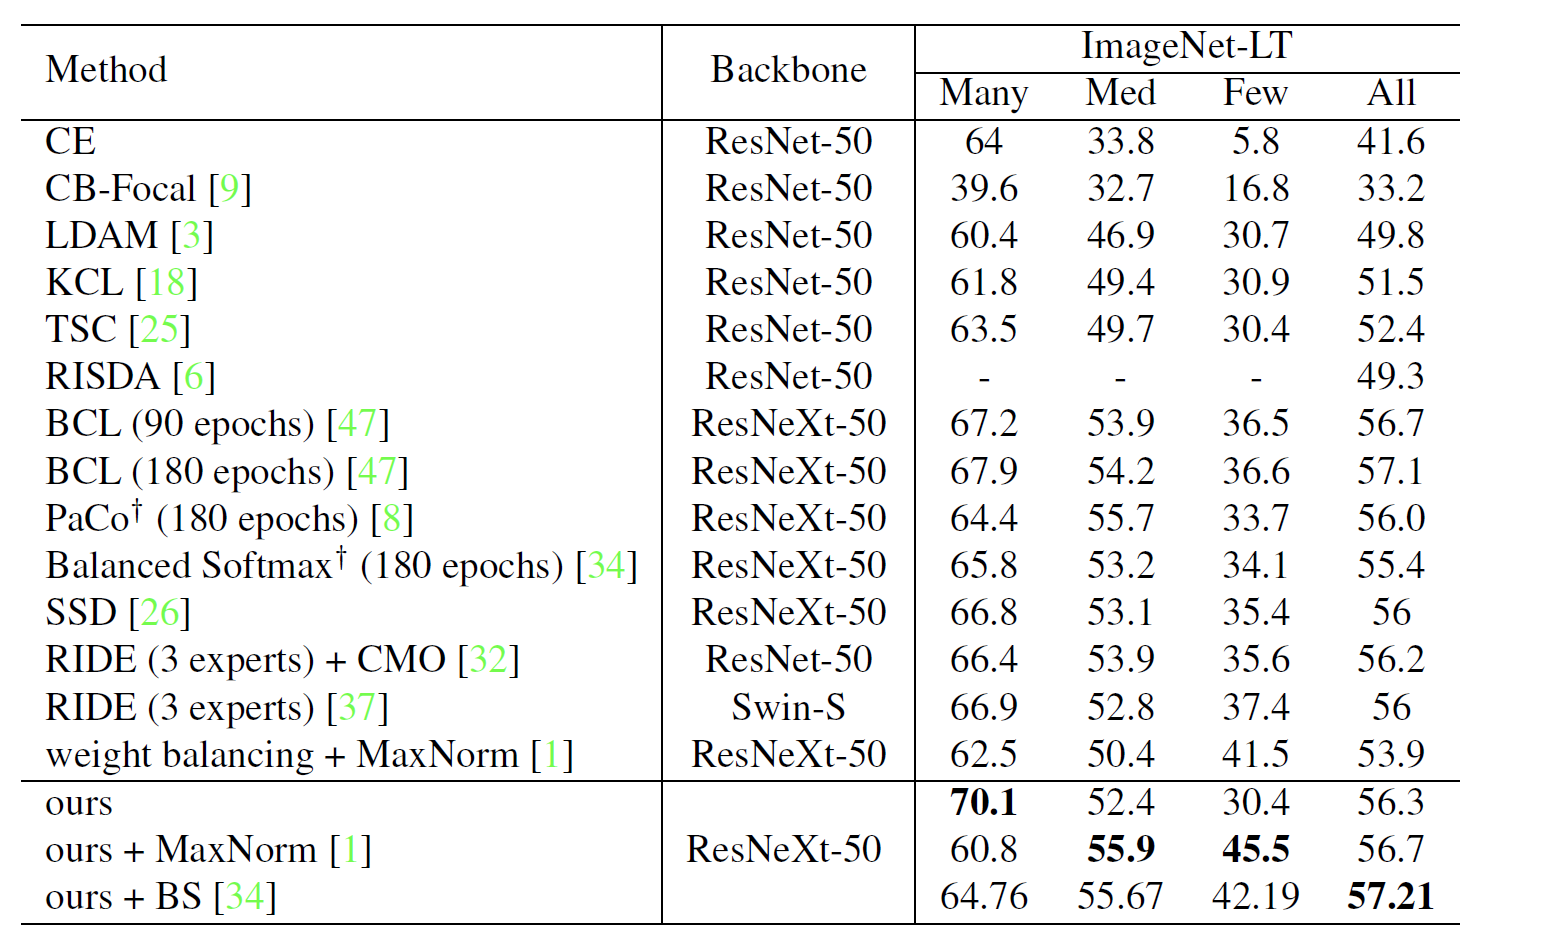 Method Backbone ImageNet-LT
Many Med Few All
CE ResNet-50 64 33.8 5.8 41.6
CB-Focal [9] ResNet-50 39.6 32.7 16.8 33.2
LDAM [3] ResNet-50 60.4 46.9 30.7 49.8
KCL [18] ResNet-50 61.8 49.4 30.9 51.5
TSC [25] ResNet-50 63.5 49.7 30.4 52.4
RISDA [6] ResNet-50 - - - 49.3
BCL (90 epochs) [47] ResNeXt-50 67.2 53.9 36.5 56.7
BCL (180 epochs) [47] ResNeXt-50 67.9 54.2 36.6 57.1
PaCo† (180 epochs) [8] ResNeXt-50 64.4 55.7 33.7 56.0
Balanced Softmax† (180 epochs) [34] ResNeXt-50 65.8 53.2 34.1 55.4
SSD [26] ResNeXt-50 66.8 53.1 35.4 56
RIDE (3 experts) + CMO [32] ResNet-50 66.4 53.9 35.6 56.2
RIDE (3 experts) [37] Swin-S 66.9 52.8 37.4 56
weight balancing + MaxNorm [1] ResNeXt-50 62.5 50.4 41.5 53.9
ours 70.1 52.4 30.4 56.3
ours + MaxNorm [1] ResNeXt-50 60.8 55.9 45.5 56.7
ours + BS [34] 64.76 55.67 42.19 57.21